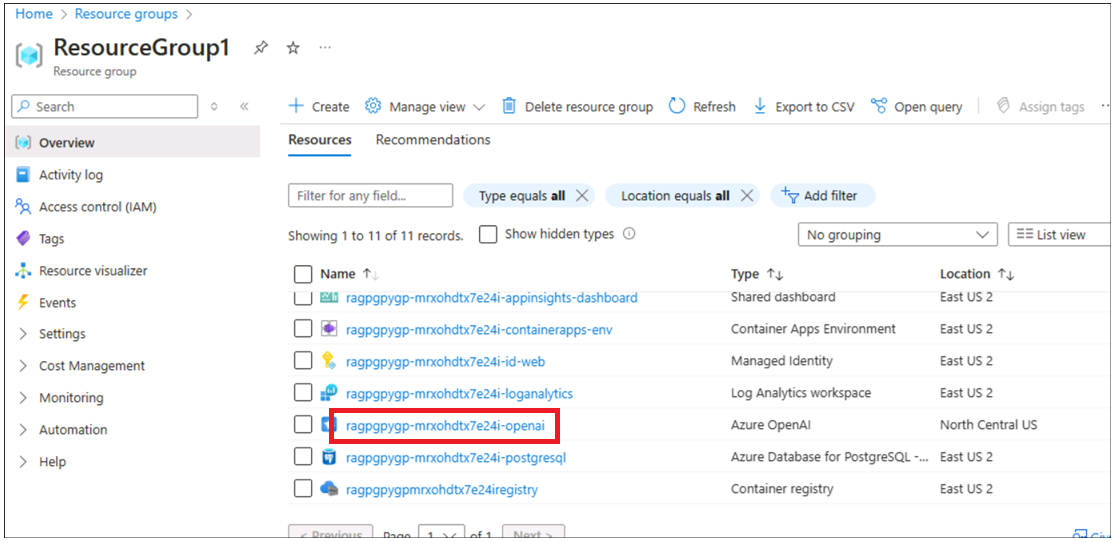 Home > Resource groups >
ResourceGroup1 ...
Resource group
Search
Create Manage view Delete resource group Refresh Export to CSV Open query Assign tags
Overview
Activity log
Access control (IAM)
Tags
Resource visualizer
Events
Settings
Cost Management
Monitoring
Automation
Help
Resources Recommendations
Filter for any field... Type equals all Location equals all Add filter
Showing 1 to 11 of 11 records. Show hidden types No grouping List view
Name Type Location
ragpgpygp-mrxohdtx7e24i-appinsights-dashboard Shared dashboard East US 2
ragpgpygp-mrxohdtx7e24i-containerapps-env Container Apps Environment East US 2
ragpgpygp-mrxohdtx7e24i-id-web Managed Identity East US 2
ragpgpygp-mrxohdtx7e24i-loganalytics Log Analytics workspace East US 2
ragpgpygp-mrxohdtx7e24i-openai Azure OpenAI North Central US
ragpgpygp-mrxohdtx7e24i-postgresql Azure Database for PostgreSQL -... East US 2
ragpgpygpmrxohdtx7e24iregistry Container registry East US 2
< Previous Page 1 of 1 Next >